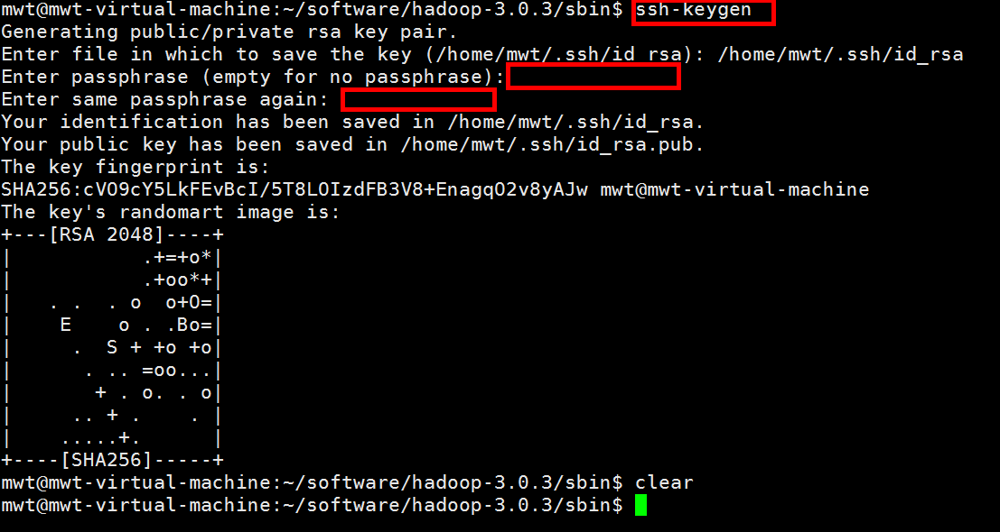 mwt@mwt-virtual-machine:~/software/hadoop-3.0.3/sbin$ ssh-keygen
Generating public/private rsa key pair.
Enter file in which to save the key (/home/mwt/.ssh/id_rsa): /home/mwt/.ssh/id_rsa
Enter passphrase (empty for no passphrase):
Enter same passphrase again:
Your identification has been saved in /home/mwt/.ssh/id_rsa.
Your public key has been saved in /home/mwt/.ssh/id_rsa.pub.
The key fingerprint is:
SHA256:cVO9cY5LkFEvBcI/5T8LOIzdFB3V8+EnagqO2v8yAJw mwt@mwt-virtual-machine
The key's randomart image is:
+---[RSA 2048]----+
|           .+=+o*|
|           .+oo*+|
|   . .  . o  o+O=|
|    E    o . .Bo=|
|     .  S + +o +o|
|      . .. =oo...|
|       + . o. . o|
|     .. + .    . |
|    .....+.      |
+----[SHA256]-----+
mwt@mwt-virtual-machine:~/software/hadoop-3.0.3/sbin$ clear
mwt@mwt-virtual-machine:~/software/hadoop-3.0.3/sbin$